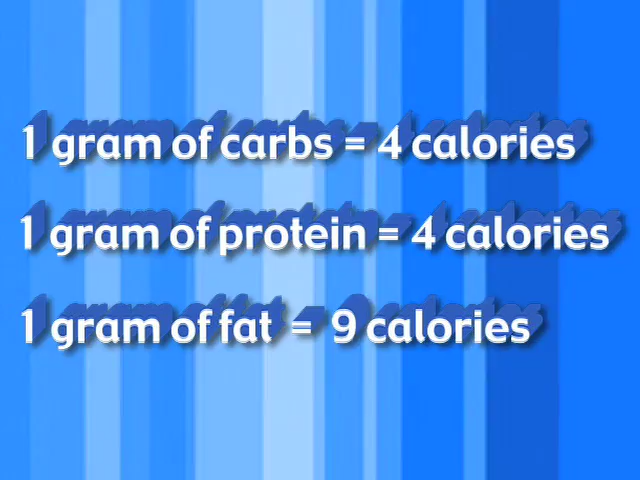 1 gram of carbs = 4 calories
1 gram of protein = 4 calories
1 gram of fat = 9 calories